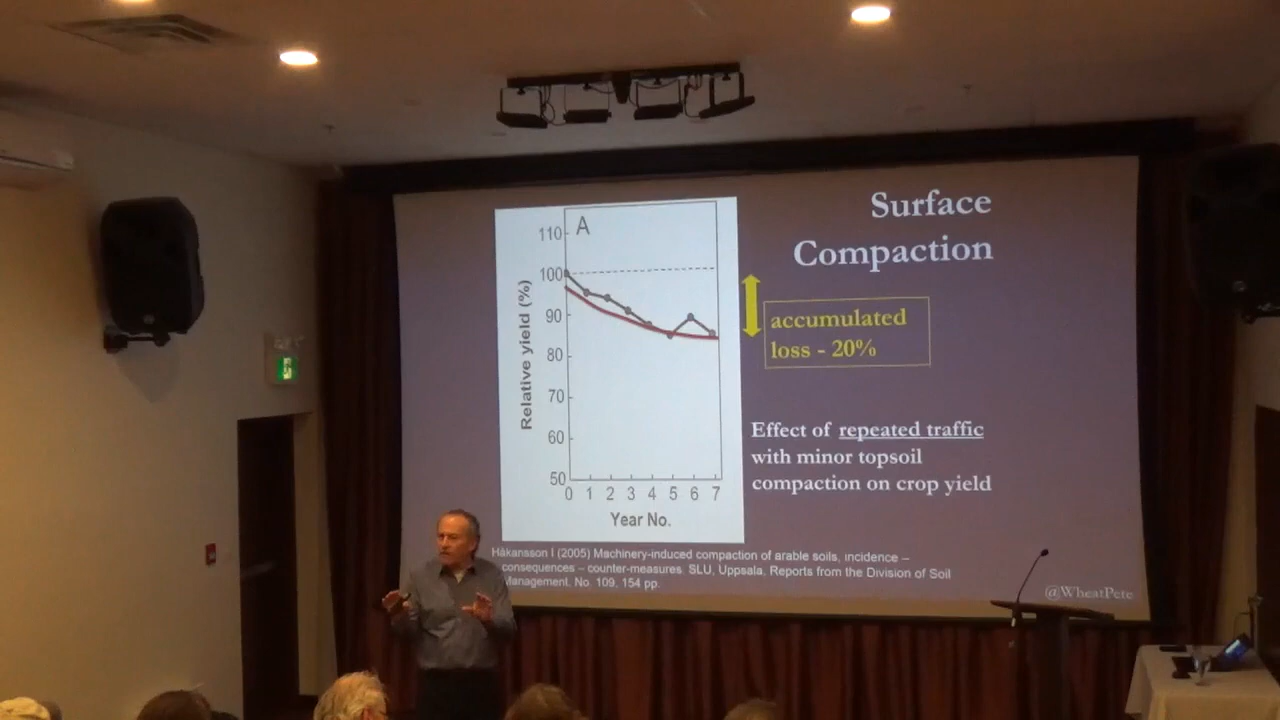 Surface
Compaction
A
110
100
90
80
70
60
50
Relative yield (%)
0 1 2 3 4 5 6 7
Year No.
accumulated
loss - 20%
Effect of repeated traffic
with minor topsoil
compaction on crop yield
Håkansson I (2005) Machinery-induced compaction of arable soils, incidence –
consequences – counter-measures. SLU, Uppsala, Reports from the Division of Soil
Management. No. 109, 154 pp.
@WheatPete